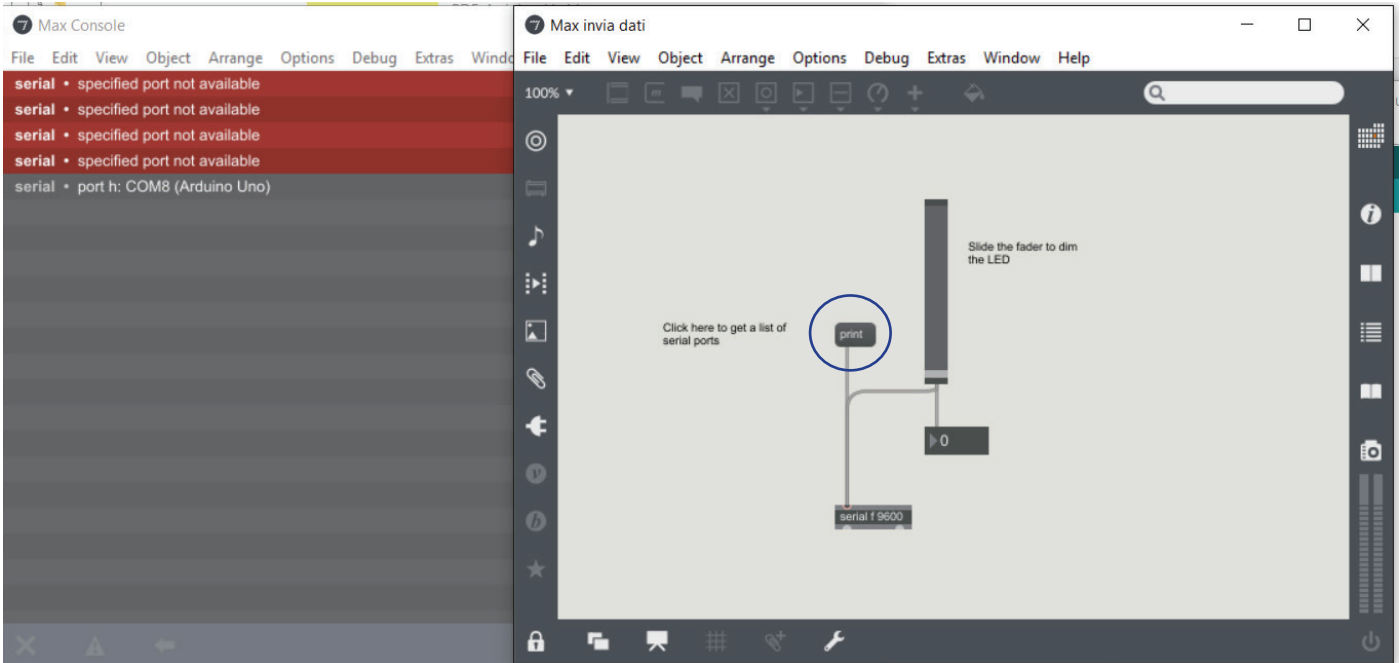 Max Console
File Edit View Object Arrange Options Debug Extras Windo
serial • specified port not available
serial • specified port not available
serial • specified port not available
serial • specified port not available
serial • port h: COM8 (Arduino Uno)
Max invia dati
File Edit View Object Arrange Options Debug Extras Window Help
100%
Slide the fader to dim
the LED
Click here to get a list of
serial ports
print
0
serial f 9600